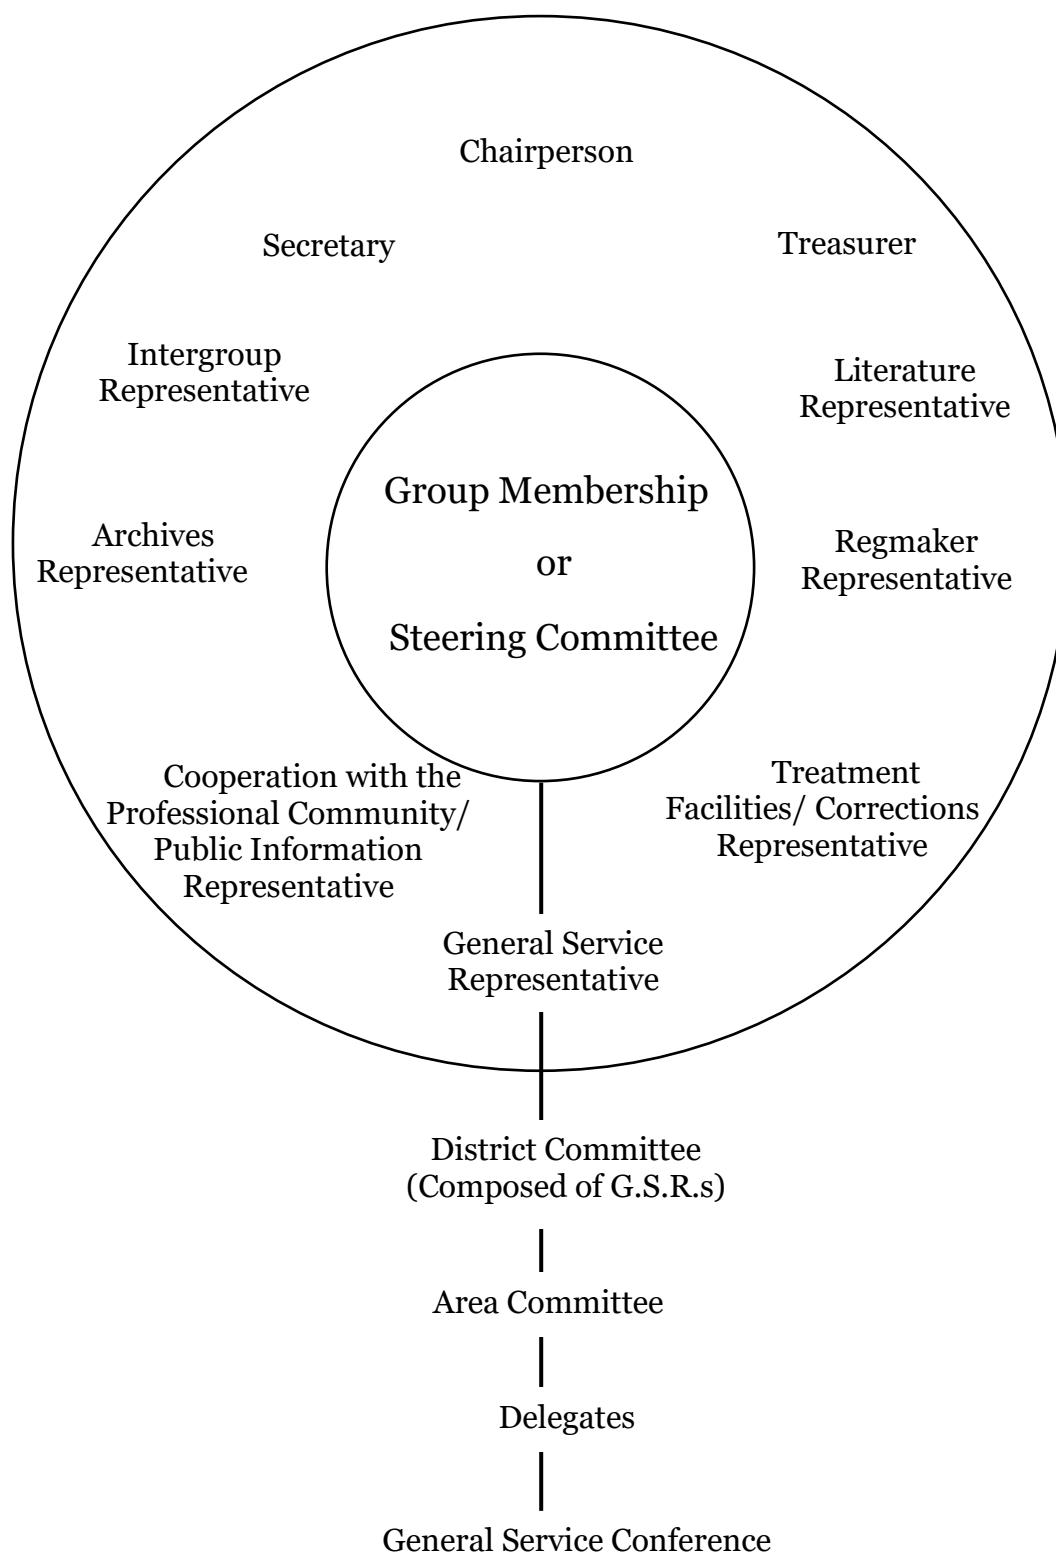 Chairperson
Secretary
Treasurer
Intergroup
Representative
Literature
Representative
Group Membership
or
Steering Committee
Archives
Representative
Regmaker
Representative
Cooperation with the
Professional Community/
Public Information
Representative
Treatment
Facilities/ Corrections
Representative
General Service
Representative
District Committee
(Composed of G.S.R.s)
Area Committee
Delegates
General Service Conference